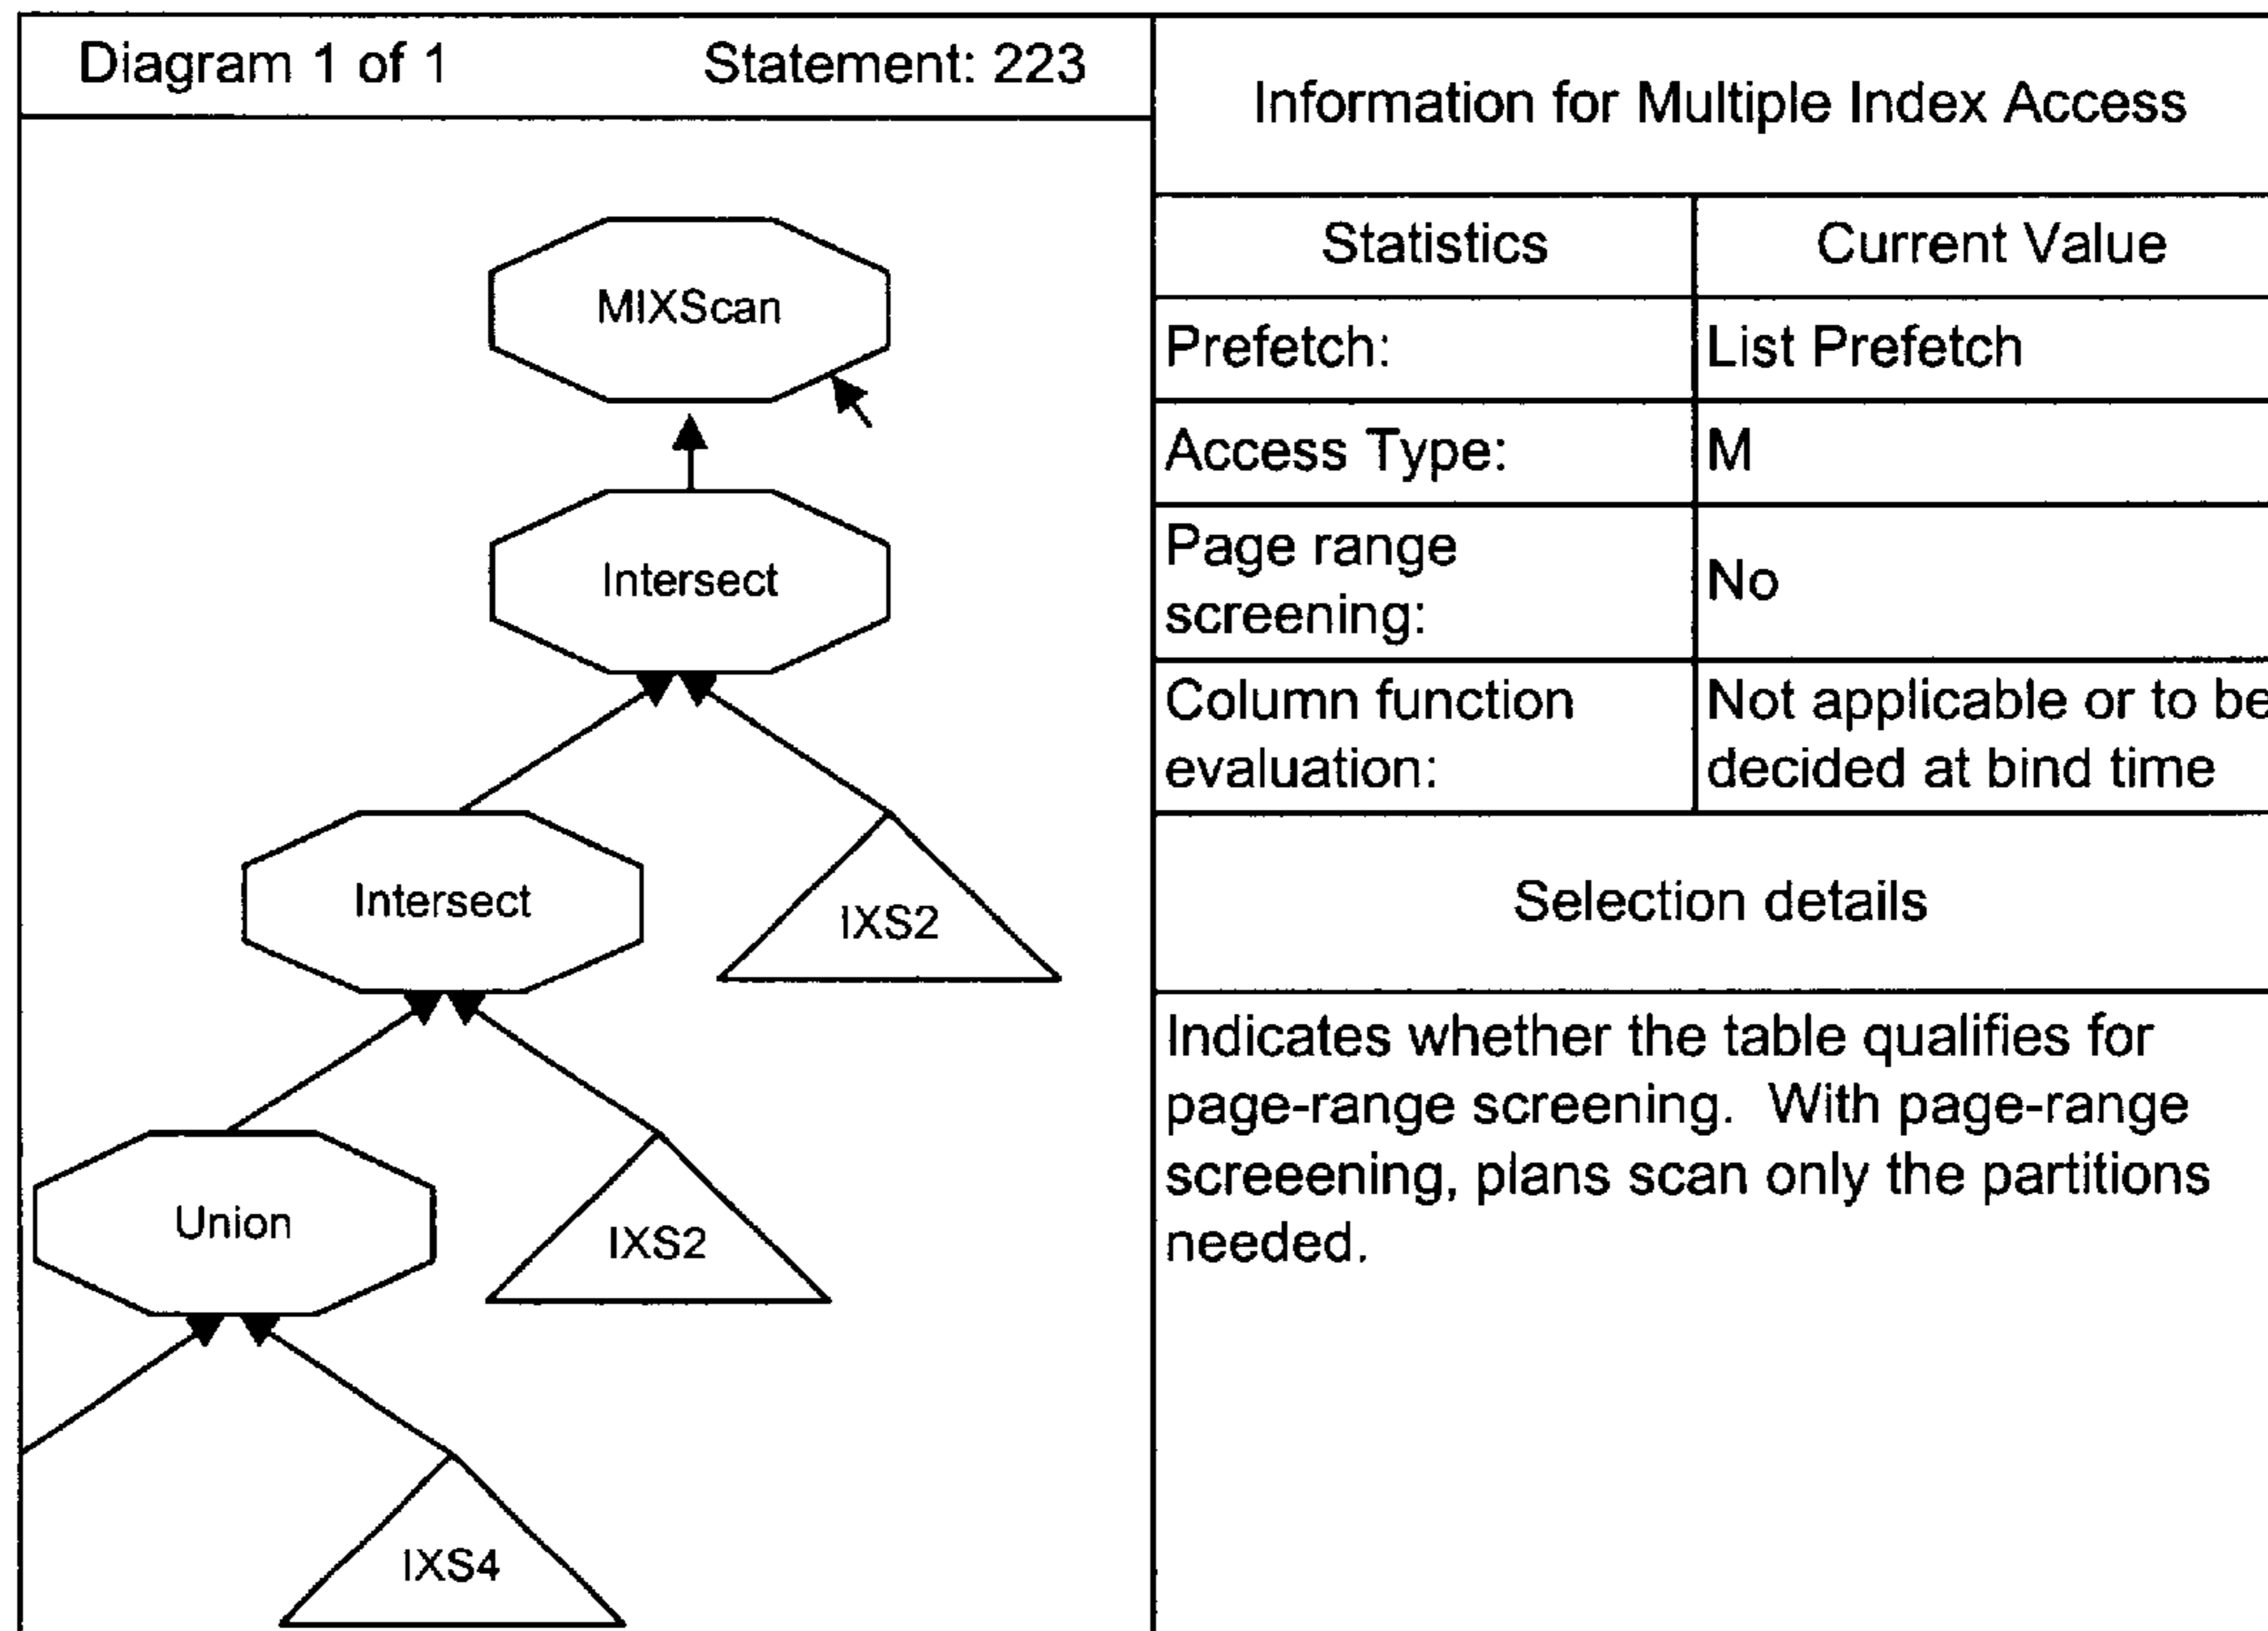 Diagram 1 of 1 Statement: 223
MIXScan
Intersect
Intersect
IXS2
Union
IXS2
IXS4
Information for Multiple Index Access
Statistics Current Value
Prefetch: List Prefetch
Access Type: M
Page range
screening:
No
Column function
evaluation:
Not applicable or to be
decided at bind time
Selection details
Indicates whether the table qualifies for
page-range screening. With page-range
screeening, plans scan only the partitions
needed.